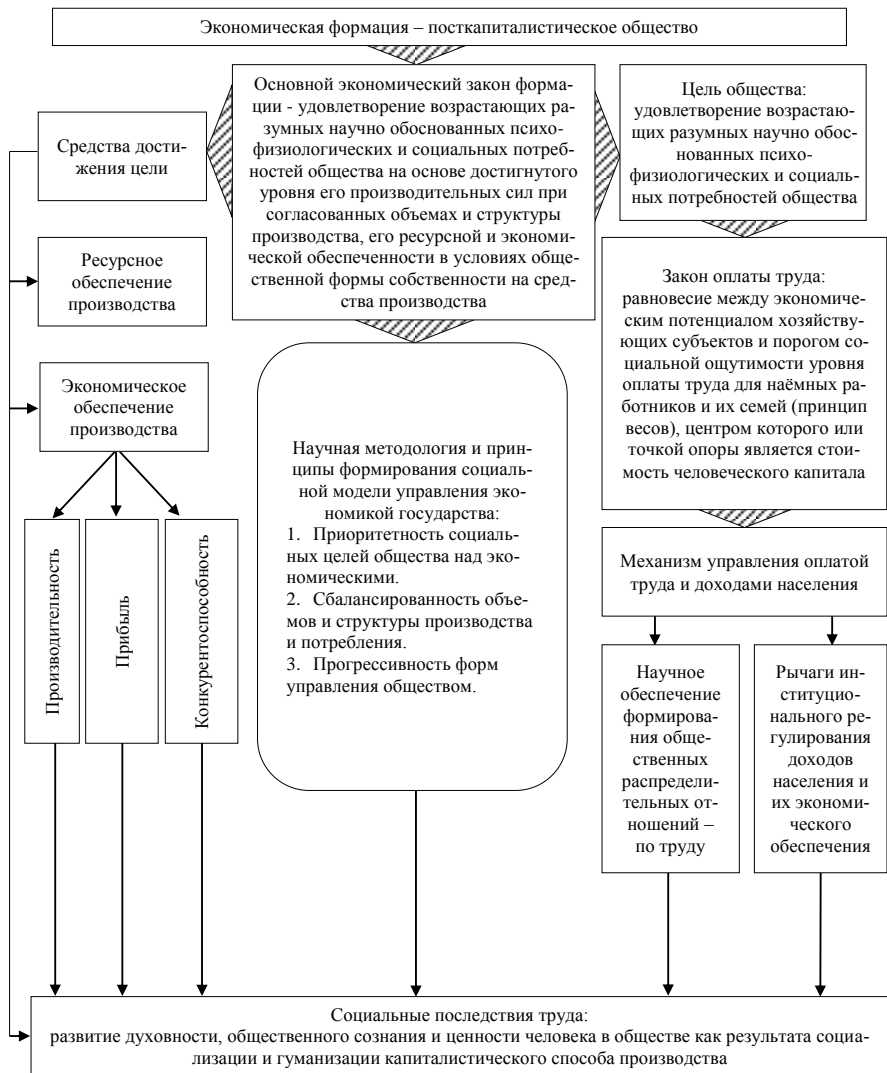 Экономическая формация – посткапиталистическое общество
Средства дости-
жения цели
Основной экономический закон форма-
ции - удовлетворение возрастающих ра-
зумных научно обоснованных психо-
физиологических и социальных потреб-
ностей общества на основе достигнутого
уровня его производительных сил при
согласованных объемах и структуры
производства, его ресурсной и экономи-
ческой обеспеченности в условиях обще-
ственной формы собственности на сред-
ства производства
Цель общества:
удовлетворение возрастаю-
щих разумных научно обос-
нованных психо-
физиологических и социаль-
ных потребностей общества
Ресурсное
обеспечение
производства
Закон оплаты труда:
равновесие между экономиче-
ским потенциалом хозяйству-
ющих субъектов и порогом со-
циальной ощутимости уровня
оплаты труда для наёмных ра-
ботников и их семей (принцип
весов), центром которого или
точкой опоры является стои-
мость человеческого капитала
Экономическое
обеспечение
производства
Научная методология и прин-
ципы формирования социаль-
ной модели управления эко-
номикой государства:
1. Приоритетность социаль-
ных целей общества над эко-
номическими.
2. Сбалансированность объе-
мов и структуры производства
и потребления.
3. Прогрессивность форм
управления обществом.
Производительность
Прибыль
Конкурентоспособность
Механизм управления оплатой
труда и доходами населения
Научное
обеспечение
формирова-
ния обще-
ственных
распредели-
тельных от-
ношений –
по труду
Рычаги ин-
ституцио-
нального ре-
гулирования
доходов
населения и
их экономи-
ческого
обеспечения
Социальные последствия труда:
развитие духовности, общественного сознания и ценности человека в обществе как результата социа-
лизации и гуманизации капиталистического способа производства